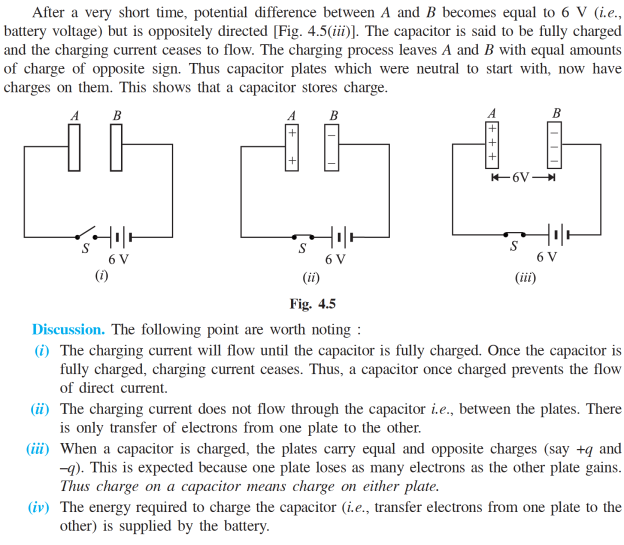 After a very short time, potential difference between A and B becomes equal to 6 V (i.e.,
battery voltage) but is oppositely directed [Fig. 4.5(iii)]. The capacitor is said to be fully charged
and the charging current ceases to flow. The charging process leaves A and B with equal amounts
of charge of opposite sign. Thus capacitor plates which were neutral to start with, now have
charges on them. This shows that a capacitor stores charge.
A B A B A B
+ – + –
+ –
+ – + –
6V
S S S
6 V 6 V 6 V
(i) (ii) (iii)
Fig. 4.5
Discussion. The following point are worth noting :
(i) The charging current will flow until the capacitor is fully charged. Once the capacitor is
fully charged, charging current ceases. Thus, a capacitor once charged prevents the flow
of direct current.
(ii) The charging current does not flow through the capacitor i.e., between the plates. There
is only transfer of electrons from one plate to the other.
(iii) When a capacitor is charged, the plates carry equal and opposite charges (say +q and
–q). This is expected because one plate loses as many electrons as the other plate gains.
Thus charge on a capacitor means charge on either plate.
(iv) The energy required to charge the capacitor (i.e., transfer electrons from one plate to the
other) is supplied by the battery.